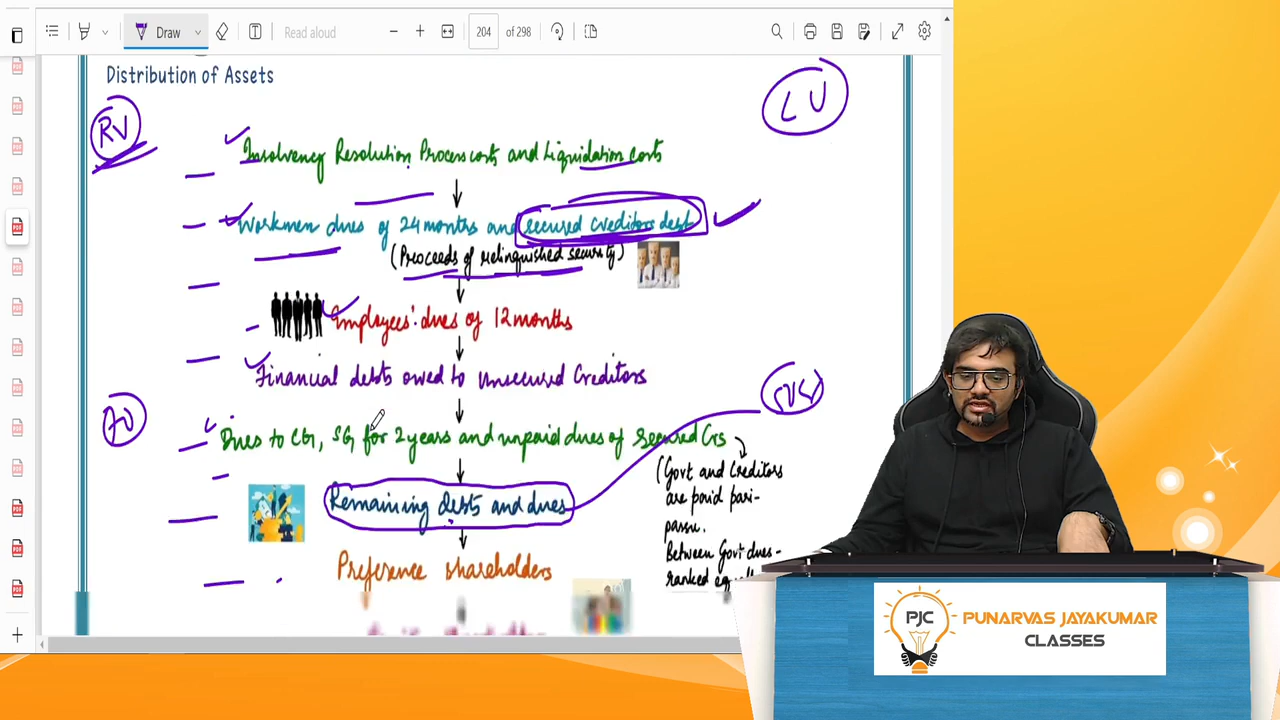 Draw
Read aloud
204 of 298
Distribution of Assets
RV
LU
Insolvency Resolution Process costs and Liquidation costs
Workmen dues of 24 months and secured creditors debt
(Proceeds of relinquished security)
Employees' dues of 12 months
Financial debts owed to Unsecured Creditors
Dues to CG, SG for 2 years and unpaid dues of secured Crs
(Govt and Creditors
are paid pari-
passu.
Between Govt dues-
ranked
Remaining debts and dues
Preference shareholders
PJC
PUNARVAS JAYAKUMAR
CLASSES